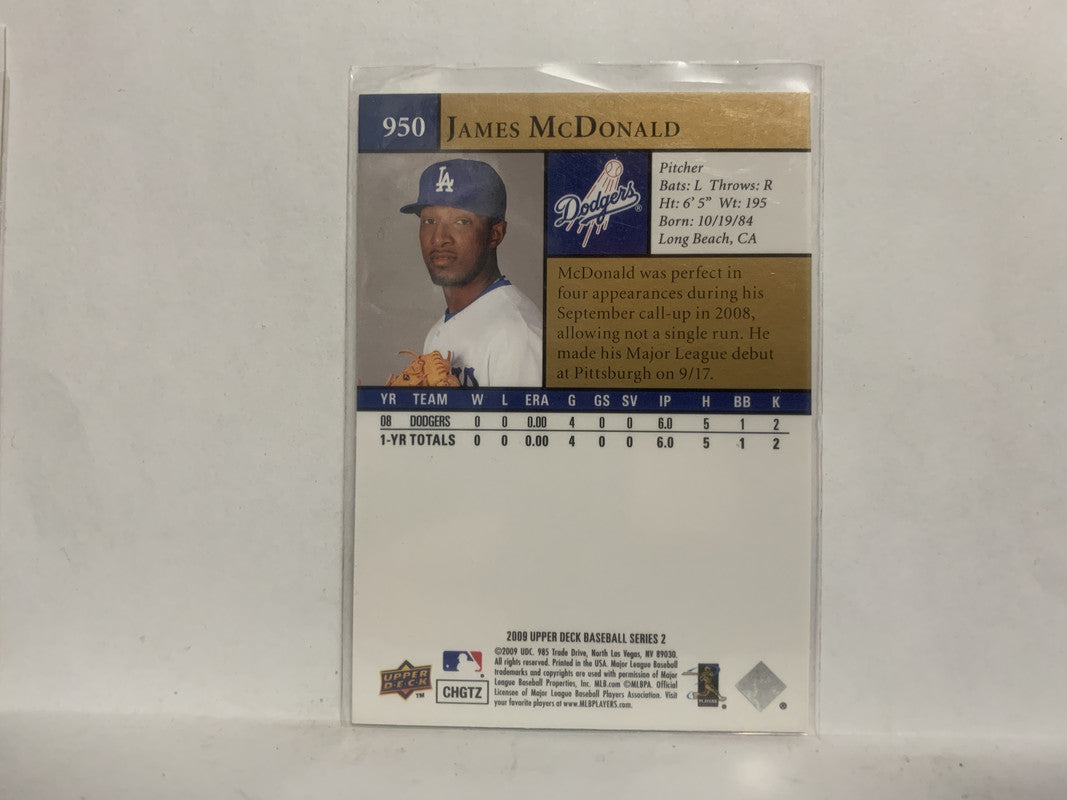 950 JAMES MCDONALD
LA
Dodgers®
Pitcher
Bats: L Throws: R
Ht: 6' 5" Wt: 195
Born: 10/19/84
Long Beach, CA
McDonald was perfect in
four appearances during his
September call-up in 2008,
allowing not a single run. He
made his Major League debut
at Pittsburgh on 9/17.
YR TEAM W L ERA G GS SV IP H BB K
08 DODGERS 0 0 0.00 4 0 0 6.0 5 1 2
1-YR TOTALS 0 0 0.00 4 0 0 6.0 5 1 2
2009 UPPER DECK BASEBALL SERIES 2
©2009 UDC. 985 Trade Drive, North Las Vegas, NV 89030.
All rights reserved. Printed in the USA. Major League Baseball
trademarks and copyrights are used with permission of Major
League Baseball Properties, Inc. MLB.com ©MLBPA. Official
Licensee of Major League Baseball Players Association. Visit
your favorite players at www.MLBPLAYERS.com.
UPPER
DECK
TM
CHGTZ
PLAYERS
®